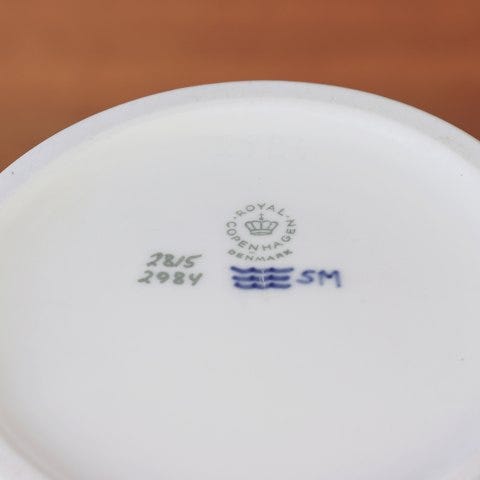 ROYAL
COPENHAGEN
DENMARK
2815
2984
SM